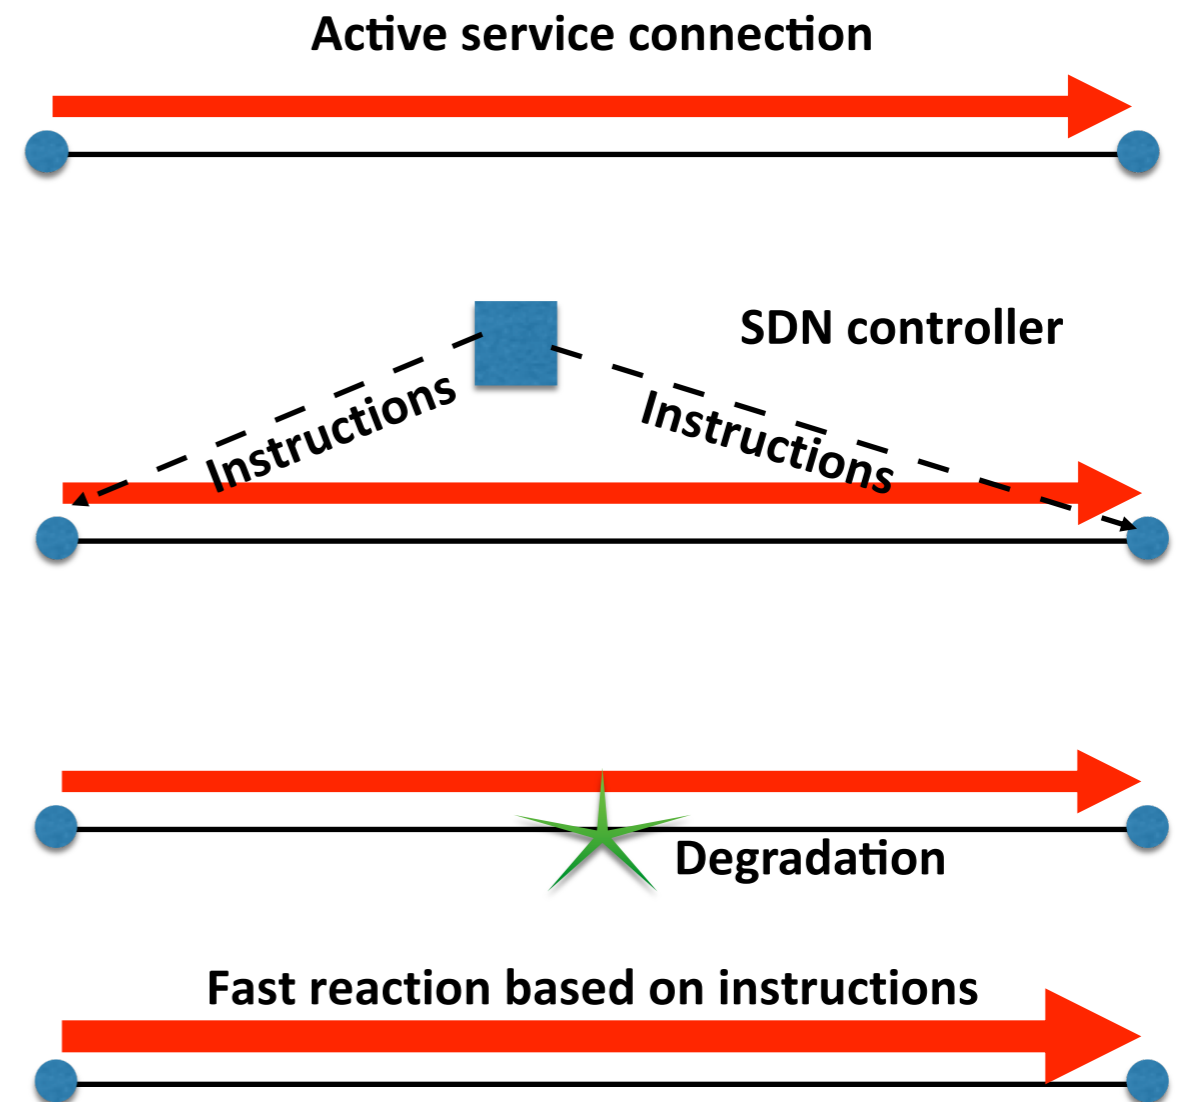 Active service connection
SDN controller
Instructions
Instructions
Degradation
Fast reaction based on instructions